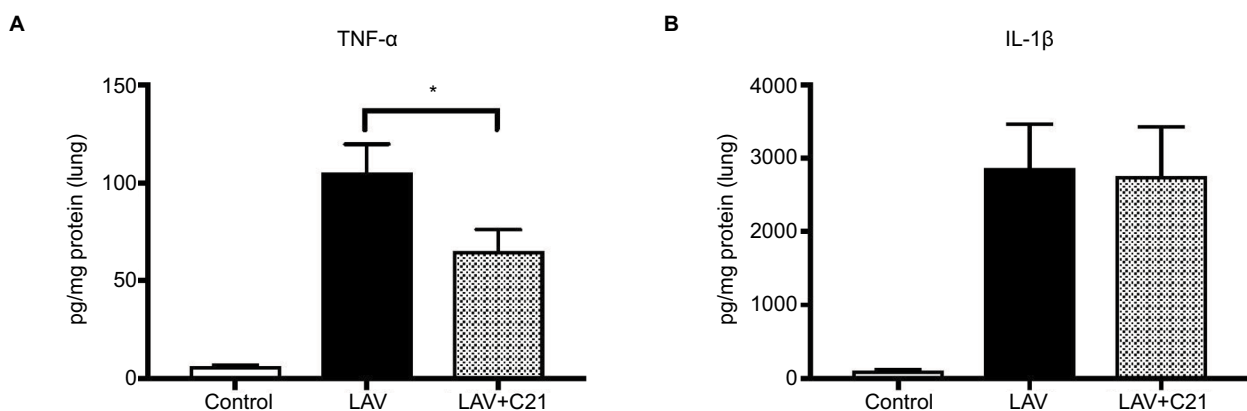 A
TNF-α
pg/mg protein (lung)
150
100
50
0
*
Control
LAV
LAV+C21
B
IL-1β
pg/mg protein (lung)
4000
3000
2000
1000
0
Control
LAV
LAV+C21